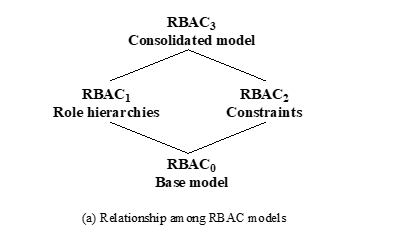 RBAC₃
Consolidated model
RBAC₁ RBAC₂
Role hierarchies Constraints
RBAC₀
Base model
(a) Relationship among RBAC models